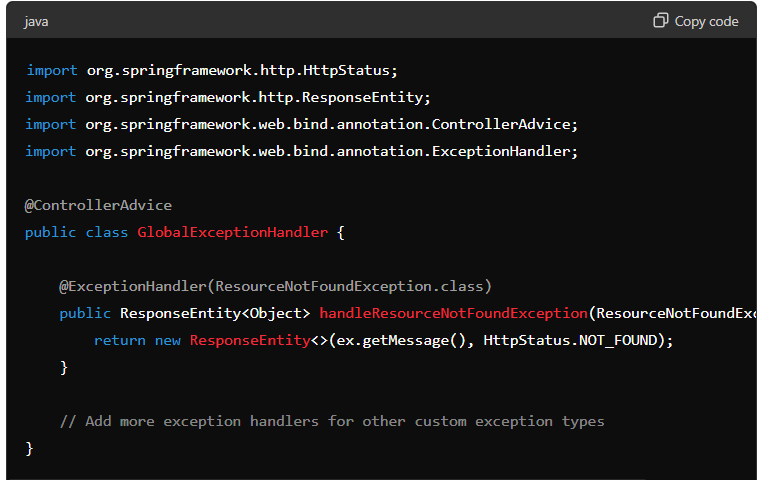 java
Copy code
import org.springframework.http.HttpStatus;
import org.springframework.http.ResponseEntity;
import org.springframework.web.bind.annotation.ControllerAdvice;
import org.springframework.web.bind.annotation.ExceptionHandler;
@ControllerAdvice
public class GlobalExceptionHandler {
@ExceptionHandler(ResourceNotFoundException.class)
public ResponseEntity<Object> handleResourceNotFoundException(ResourceNotFoundExc
return new ResponseEntity<>(ex.getMessage(), HttpStatus.NOT_FOUND);
}
// Add more exception handlers for other custom exception types
}